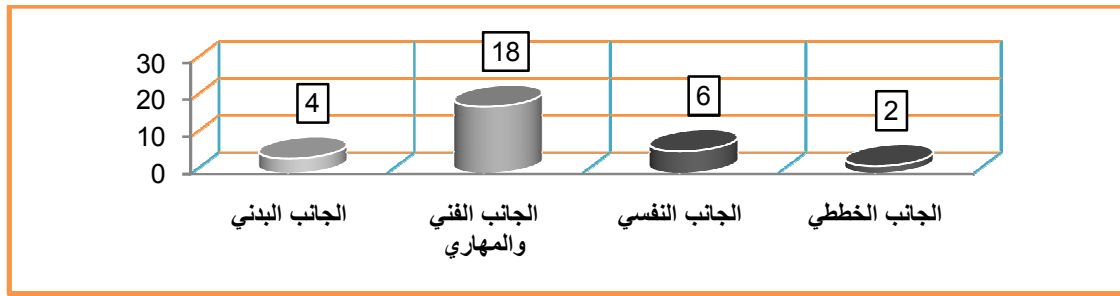 30
20
10
0
4
18
6
2
الجانب البدني
الجانب الفني
والمهاري
الجانب النفسي
الجانب الخططي